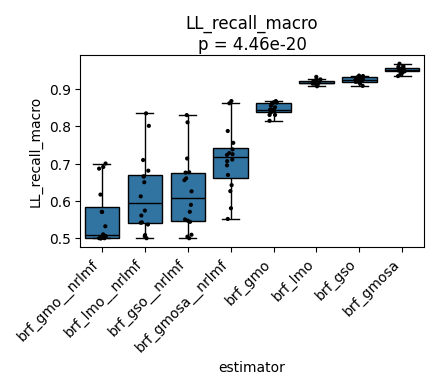 LL_recall_macro
p = 4.46e-20
LL_recall_macro
0.9
0.8
0.7
0.6
0.5
brf_gmo__nrlmf
brf_lmo__nrlmf
brf_gso__nrlmf
brf_gmosa__nrlmf
brf_gmo
brf_lmo
brf_gso
brf_gmosa
estimator